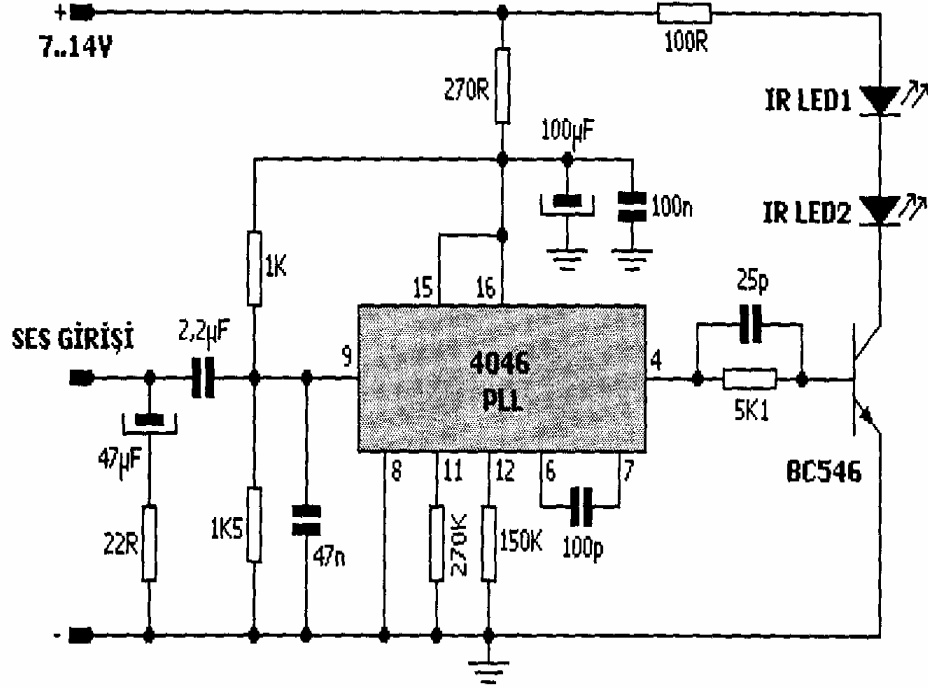 +
7..14V
100R
270R
IR LED1
100µF
100n
IR LED2
1K
15
16
25p
SES GİRİŞİ
2,2µF
9
4046
PLL
4
5K1
47µF
8
11
12
6
7
BC546
22R
1K5
47n
270K
150K
100p
-